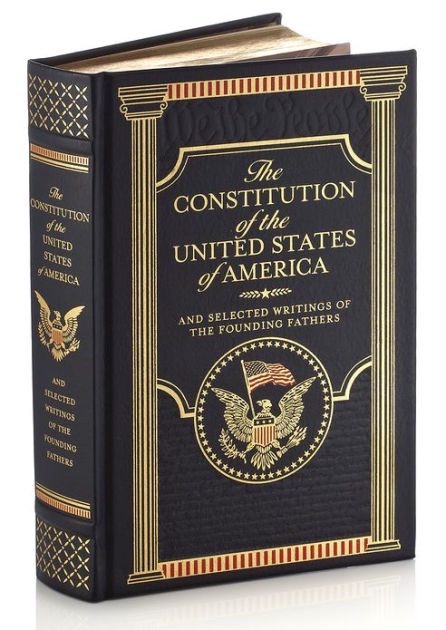 We the People
The
CONSTITUTION
of the
UNITED STATES
of AMERICA
AND SELECTED WRITINGS OF
THE FOUNDING FATHERS
The
CONSTITUTION
of the
UNITED
STATES
of AMERICA
AND
SELECTED
WRITINGS
OF THE
FOUNDING
FATHERS